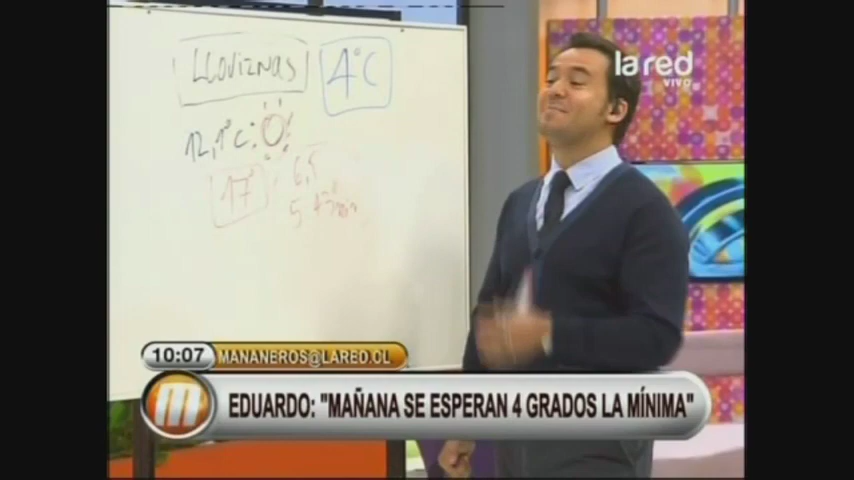 LLOVIZNAS
4°C
la red
VIVO
12,1°C
17°
6,5
5
10:07
MANANEROS@LARED.CL
m
EDUARDO: "MAÑANA SE ESPERAN 4 GRADOS LA MÍNIMA"